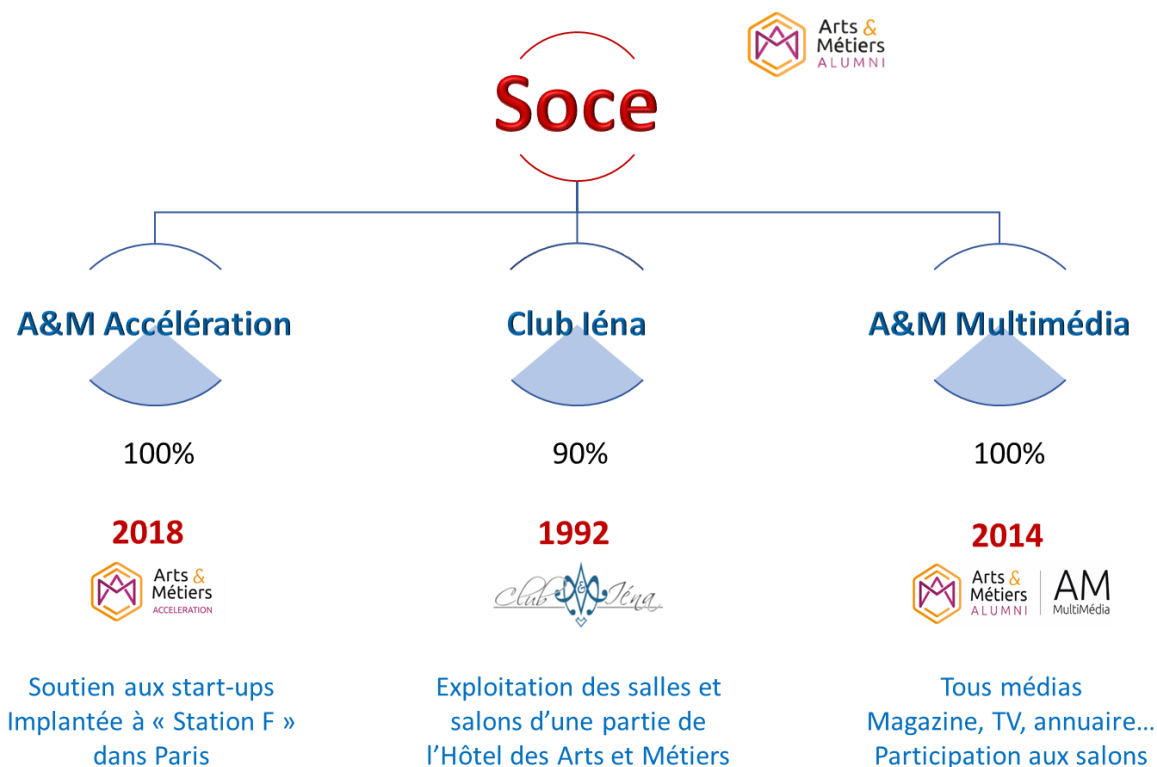 Arts &
Métiers
ALUMNI
Soce
A&M Accélération
Club Iéna
A&M Multimédia
100%
90%
100%
2018
1992
2014
Arts &
Métiers
ACCELERATION
Club & Iéna
Arts &
Métiers
ALUMNI
AM
MultiMédia
Soutien aux start-ups
Implantée à « Station F »
dans Paris
Exploitation des salles et
salons d’une partie de
l’Hôtel des Arts et Métiers
Tous médias
Magazine, TV, annuaire…
Participation aux salons